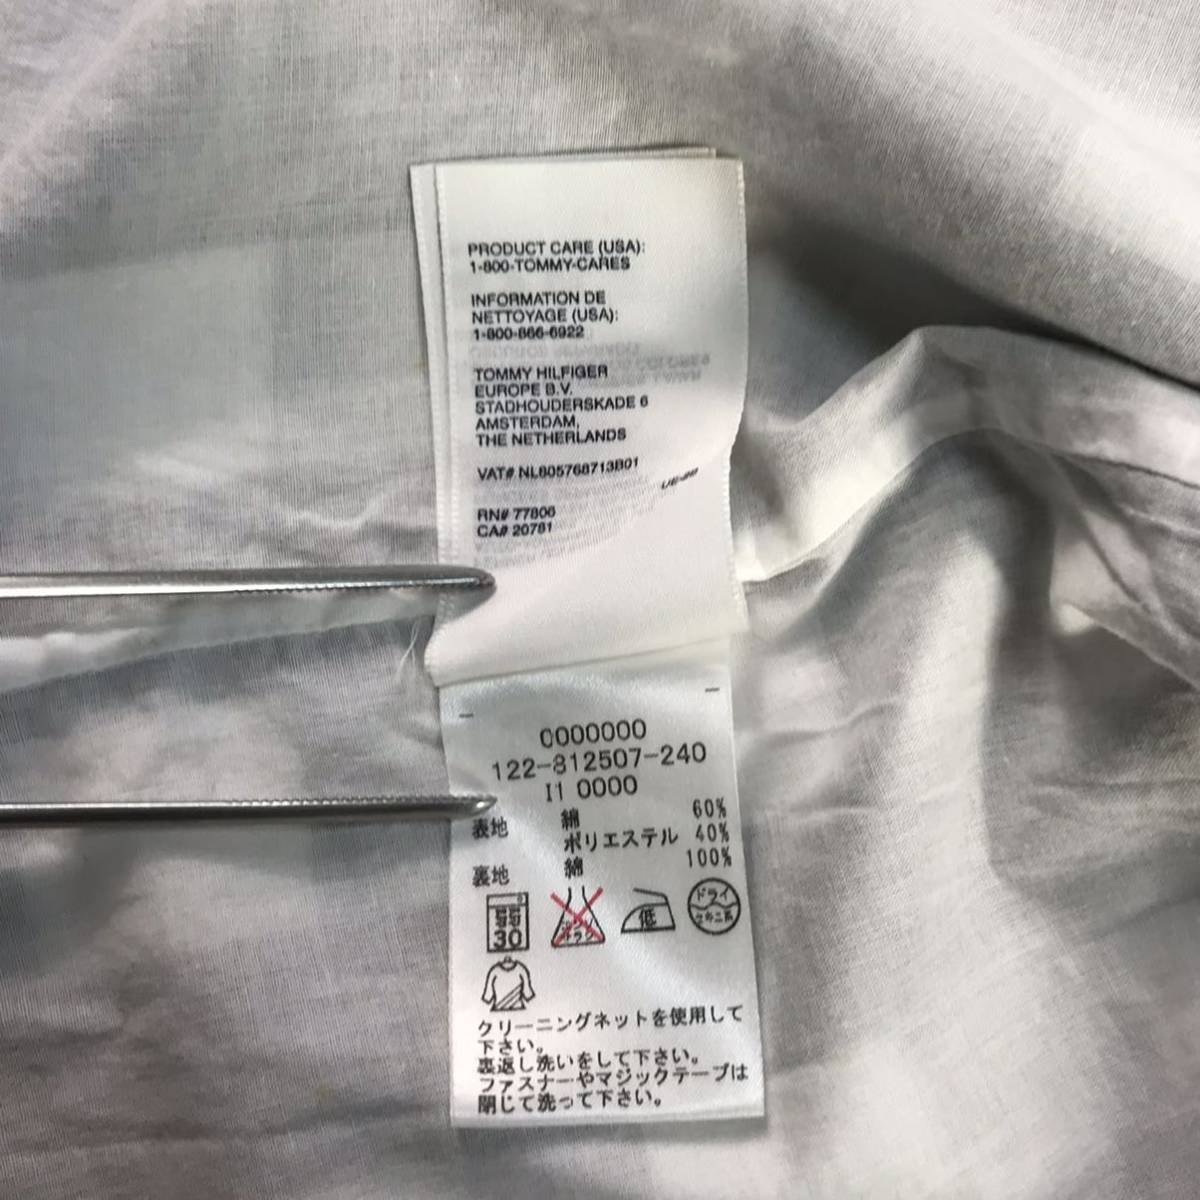 PRODUCT CARE (USA):
1-800-TOMMY-CARES
INFORMATION DE
NETTOYAGE (USA):
1-800-866-6922
TOMMY HILFIGER
EUROPE B.V.
STADHOUDERSKADE 6
AMSTERDAM,
THE NETHERLANDS
VAT# NL805768713B01
RN# 77806
CA# 20781
0000000
122-812507-240
I1 0000
表地 綿 60%
ポリエステル 40%
裏地 綿 100%
30
低
ドライ
クリーニングネットを使用して
下さい。
裏返し洗いをして下さい。
ファスナーやマジックテープは
閉じて洗って下さい。